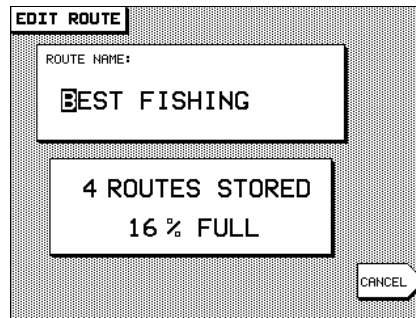 EDIT ROUTE
ROUTE NAME:
BEST FISHING
4 ROUTES STORED
16 % FULL
CANCEL